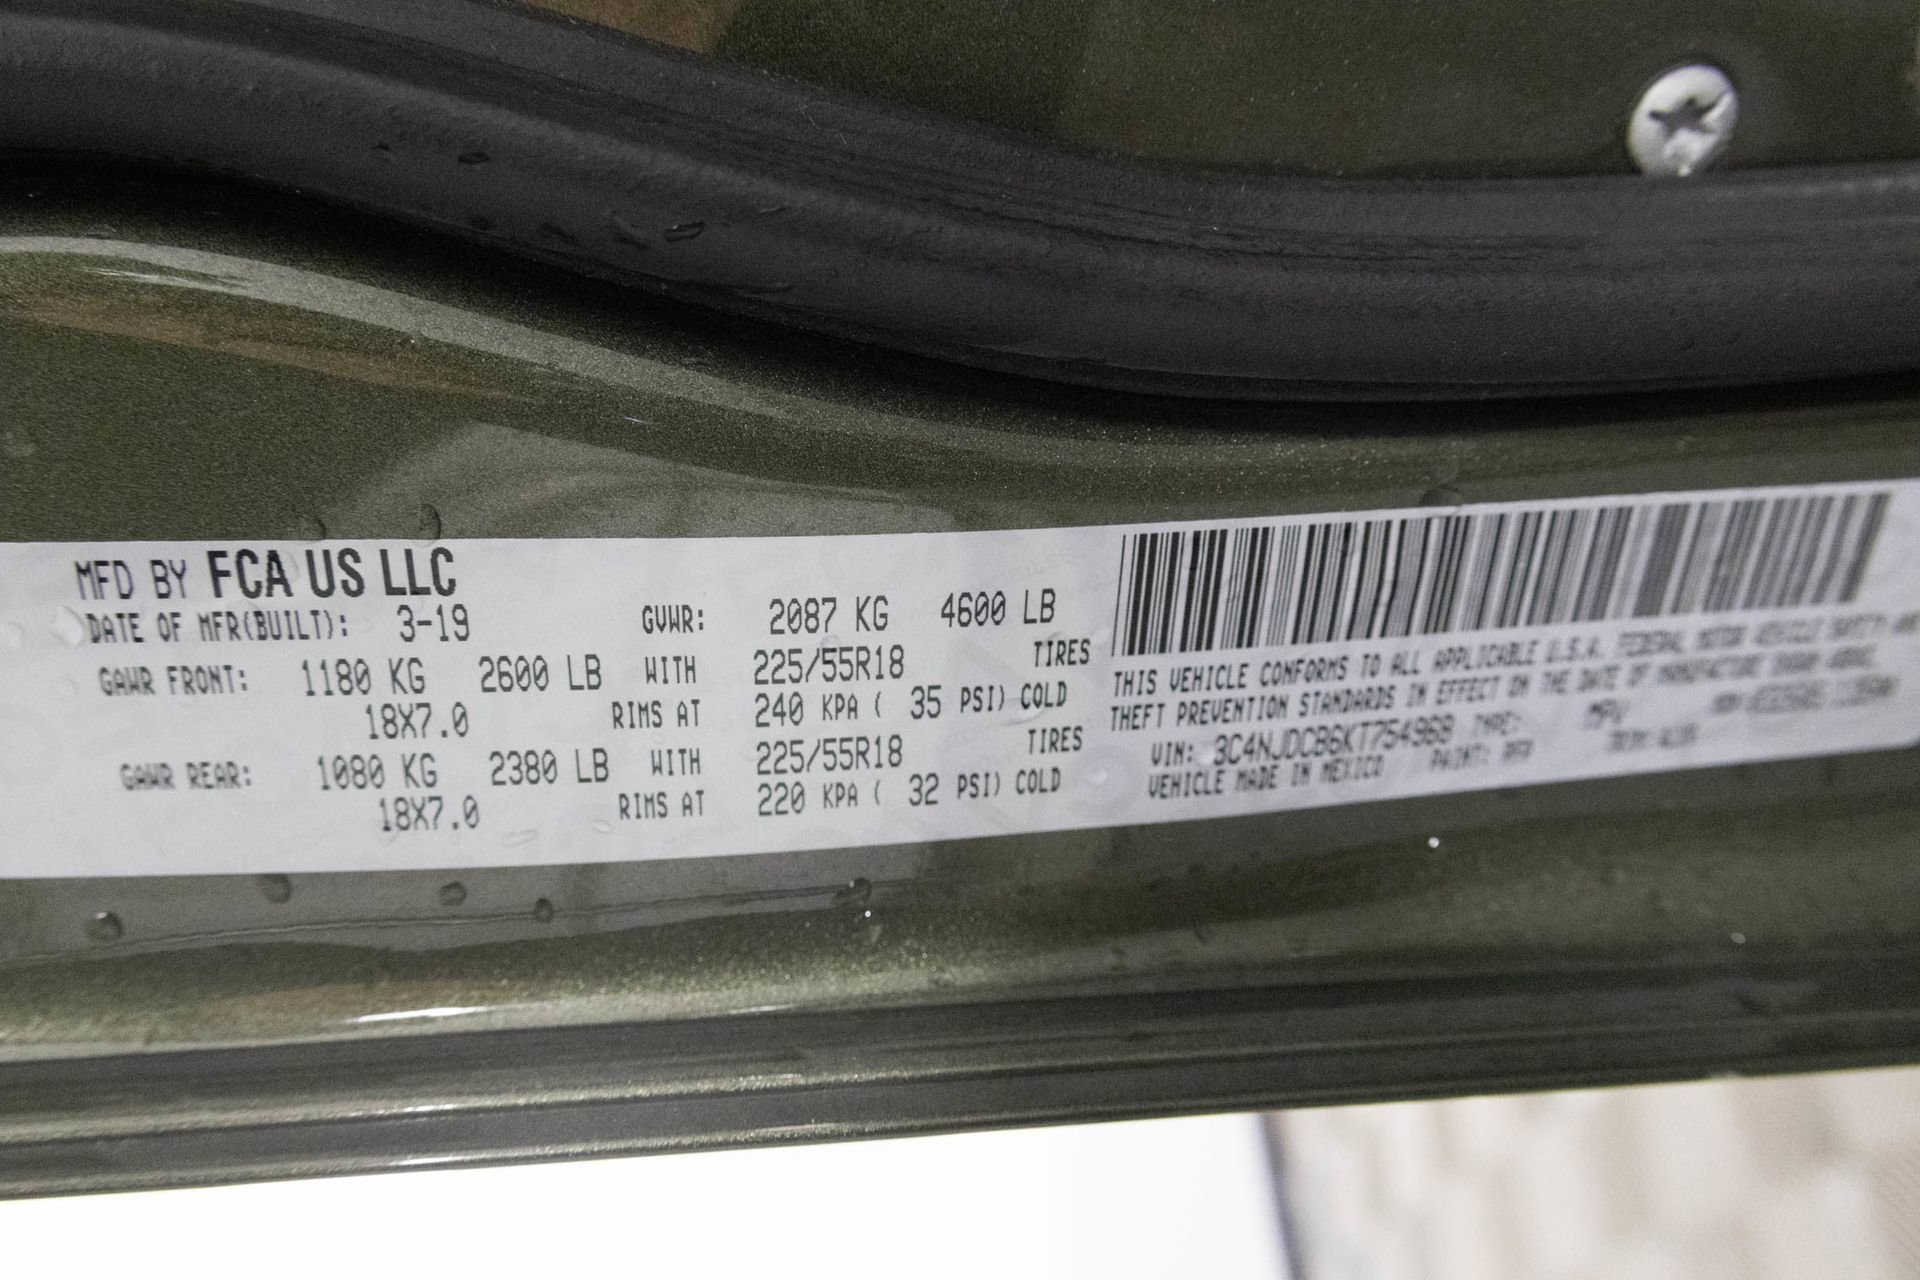 MFD BY FCA US LLC
DATE OF MFR(BUILT): 3-19 GVWR: 2087 KG 4600 LB
GAWR FRONT: 1180 KG 2600 LB WITH 225/55R18 TIRES
18X7.0 RIMS AT 240 KPA ( 35 PSI) COLD
GAWR REAR: 1080 KG 2380 LB WITH 225/55R18 TIRES
18X7.0 RIMS AT 220 KPA ( 32 PSI) COLD
THIS VEHICLE CONFORMS TO ALL APPLICABLE U.S.A. FEDERAL MOTOR VEHICLE SAFETY AND
THEFT PREVENTION STANDARDS IN EFFECT ON THE DATE OF MANUFACTURE SHOWN ABOVE.
VIN: 3C4NJDCB6KT754968 TYPE: MPV
VEHICLE MADE IN MEXICO PAINT: